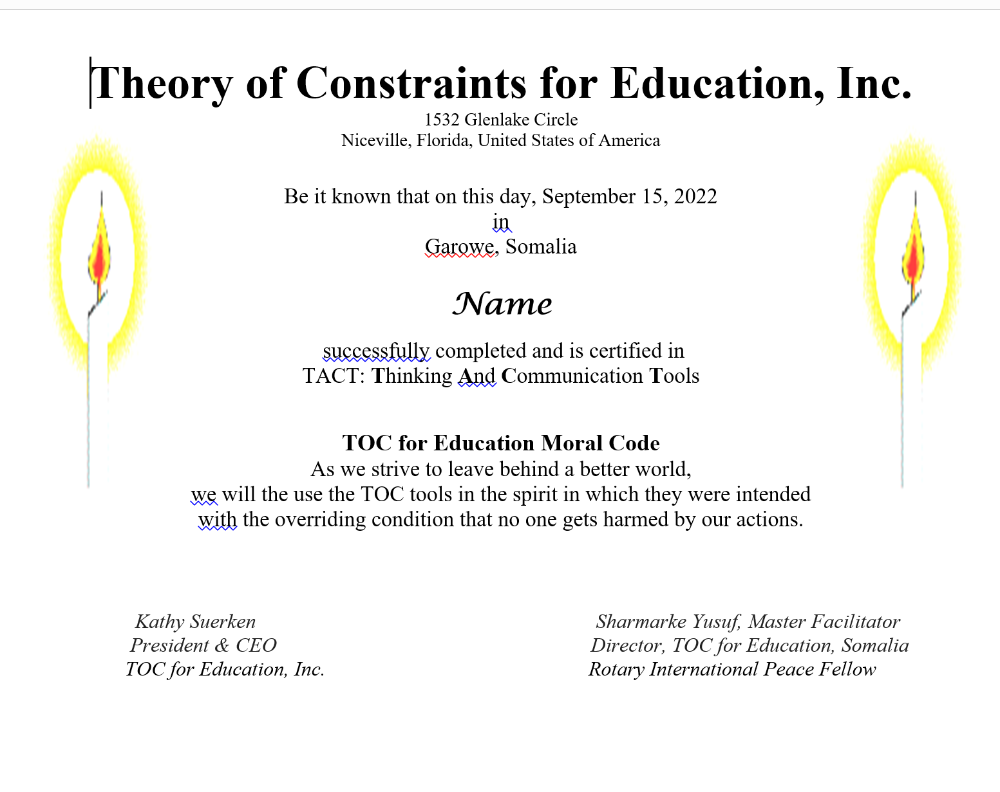 Theory of Constraints for Education, Inc.
1532 Glenlake Circle
Niceville, Florida, United States of America
Be it known that on this day, September 15, 2022
in
Garowe, Somalia
Name
successfully completed and is certified in
TACT: Thinking And Communication Tools
TOC for Education Moral Code
As we strive to leave behind a better world,
we will the use the TOC tools in the spirit in which they were intended
with the overriding condition that no one gets harmed by our actions.
Kathy Suerken
President & CEO
TOC for Education, Inc.
Sharmarke Yusuf, Master Facilitator
Director, TOC for Education, Somalia
Rotary International Peace Fellow